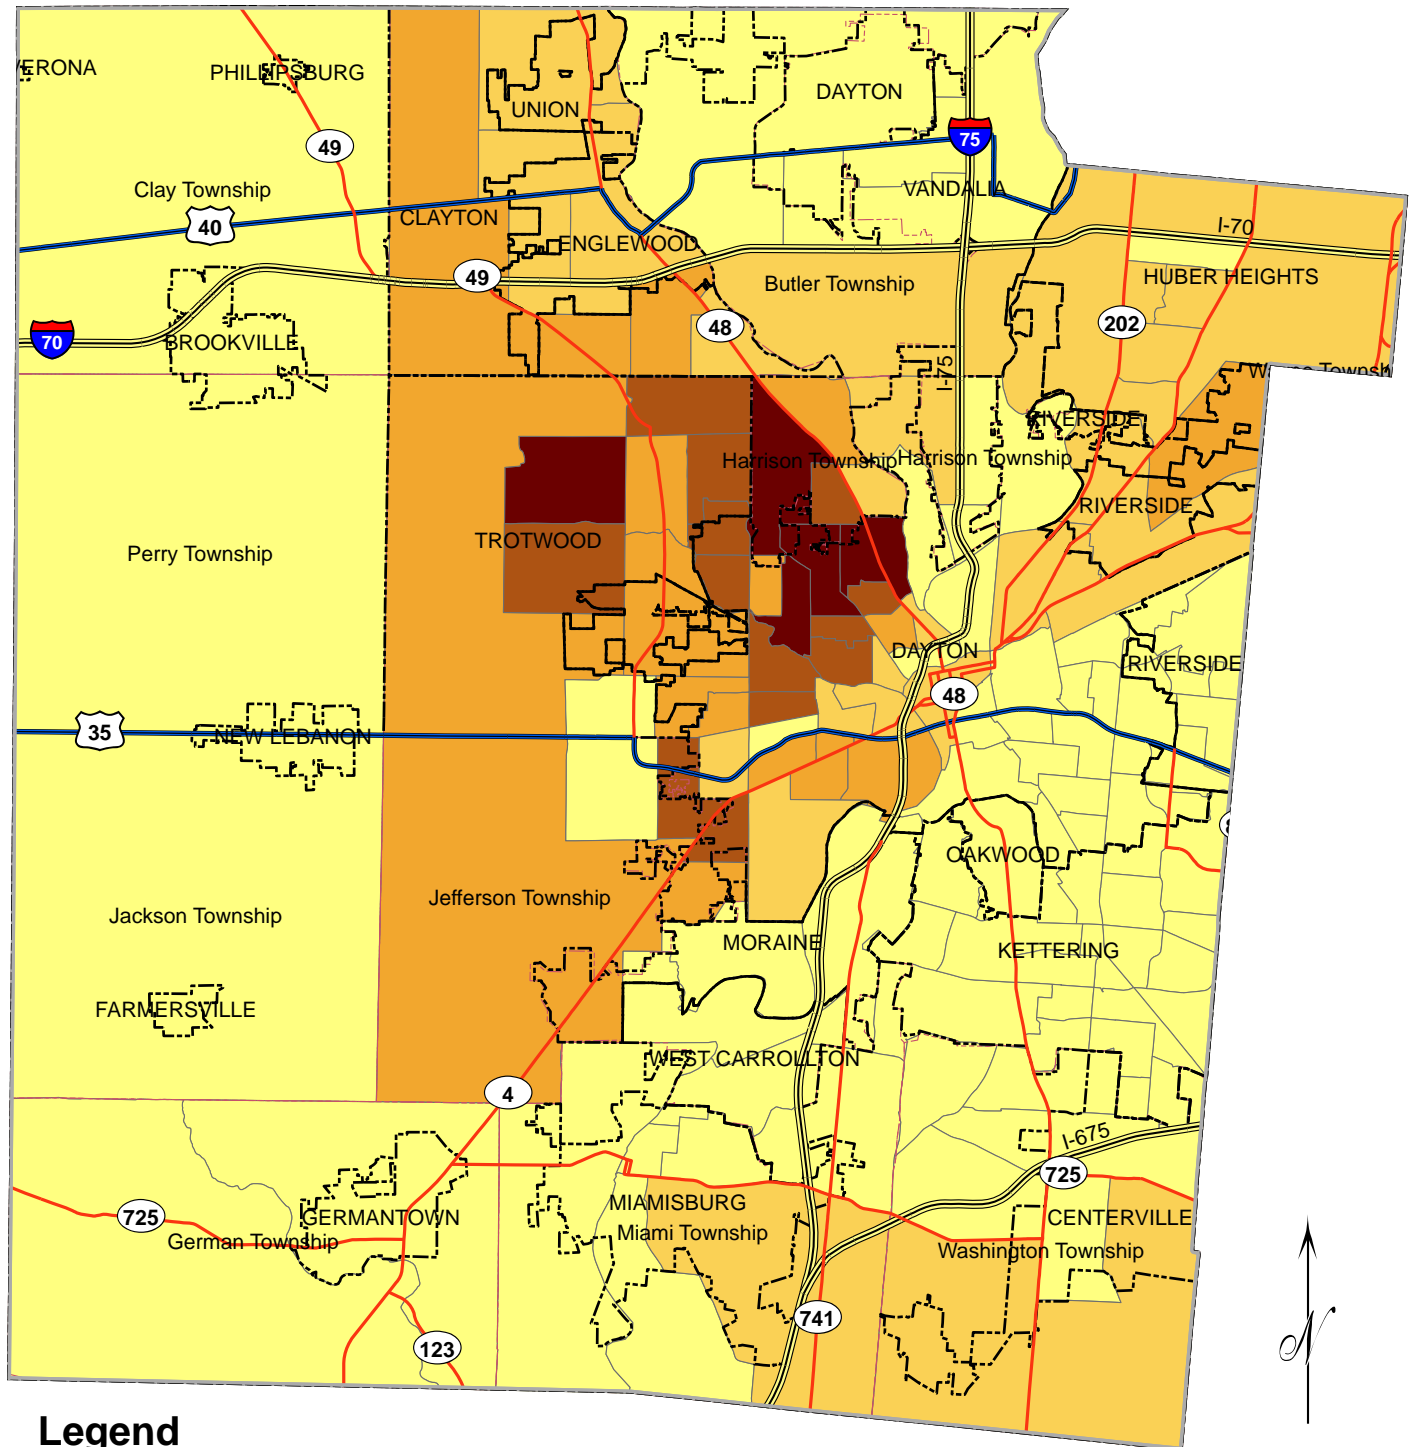 ERONA
PHILLIPSBURG
UNION
DAYTON
49
75
Clay Township
VANDALIA
40
CLAYTON
I-70
ENGLEWOOD
49
Butler Township
HUBER HEIGHTS
70
BROOKVILLE
48
202
I-75
Townsh
RIVERSIDE
Harrison Township
Harrison Township
RIVERSIDE
TROTWOOD
Perry Township
DAYTON
RIVERSIDE
48
35
NEW LEBANON
OAKWOOD
Jefferson Township
Jackson Township
MORAINE
KETTERING
FARMERSVILLE
WEST CARROLLTON
4
I-675
725
MIAMISBURG
725
GERMANTOWN
CENTERVILLE
German Township
Miami Township
Washington Township
741
123
N
Legend